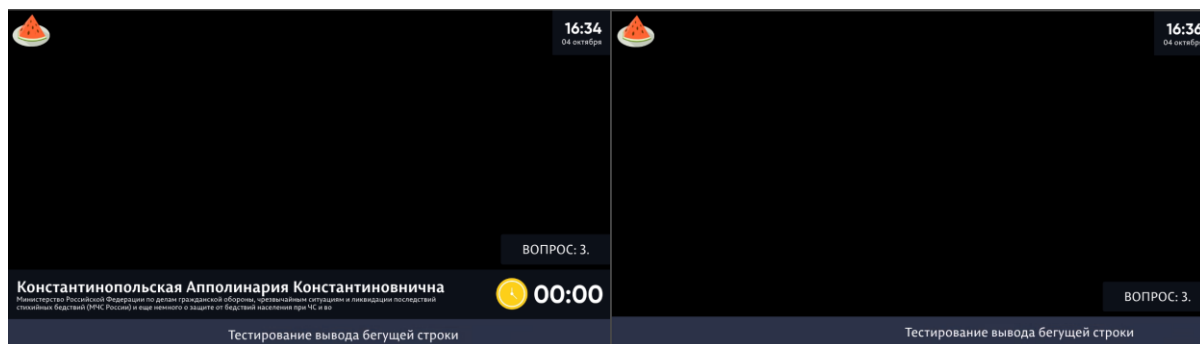 16:34
04 октября
ВОПРОС: 3.
Константинопольская Апполинария Константиновнична
Министерство Российской Федерации по делам гражданской обороны, чрезвычайным ситуациям и ликвидации последствий
стихийных бедствий (МЧС России) и еще немного о защите от бедствий населения при ЧС и во
00:00
Тестирование вывода бегущей строки
16:36
04 октябр
ВОПРОС: 3.
Тестирование вывода бегущей строки